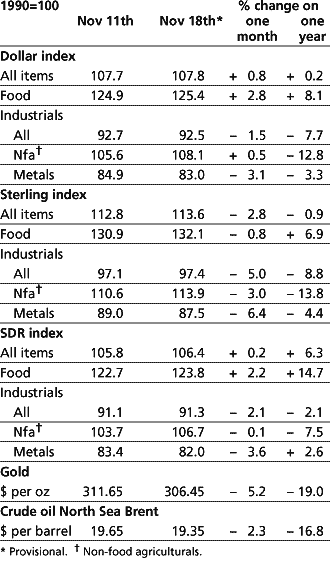 1990=100 Nov 11th Nov 18th* % change on one month one year
Dollar index
All items 107.7 107.8 + 0.8 + 0.2
Food 124.9 125.4 + 2.8 + 8.1
Industrials
All 92.7 92.5 – 1.5 – 7.7
Nfa† 105.6 108.1 + 0.5 – 12.8
Metals 84.9 83.0 – 3.1 – 3.3
Sterling index
All items 112.8 113.6 – 2.8 – 0.9
Food 130.9 132.1 – 0.8 + 6.9
Industrials
All 97.1 97.4 – 5.0 – 8.8
Nfa† 110.6 113.9 – 3.0 – 13.8
Metals 89.0 87.5 – 6.4 – 4.4
SDR index
All items 105.8 106.4 + 0.2 + 6.3
Food 122.7 123.8 + 2.2 + 14.7
Industrials
All 91.1 91.3 – 2.1 – 2.1
Nfa† 103.7 106.7 – 0.1 – 7.5
Metals 83.4 82.0 – 3.6 + 2.6
Gold
$ per oz 311.65 306.45 – 5.2 – 19.0
Crude oil North Sea Brent
$ per barrel 19.65 19.35 – 2.3 – 16.8
* Provisional. † Non-food agriculturals.